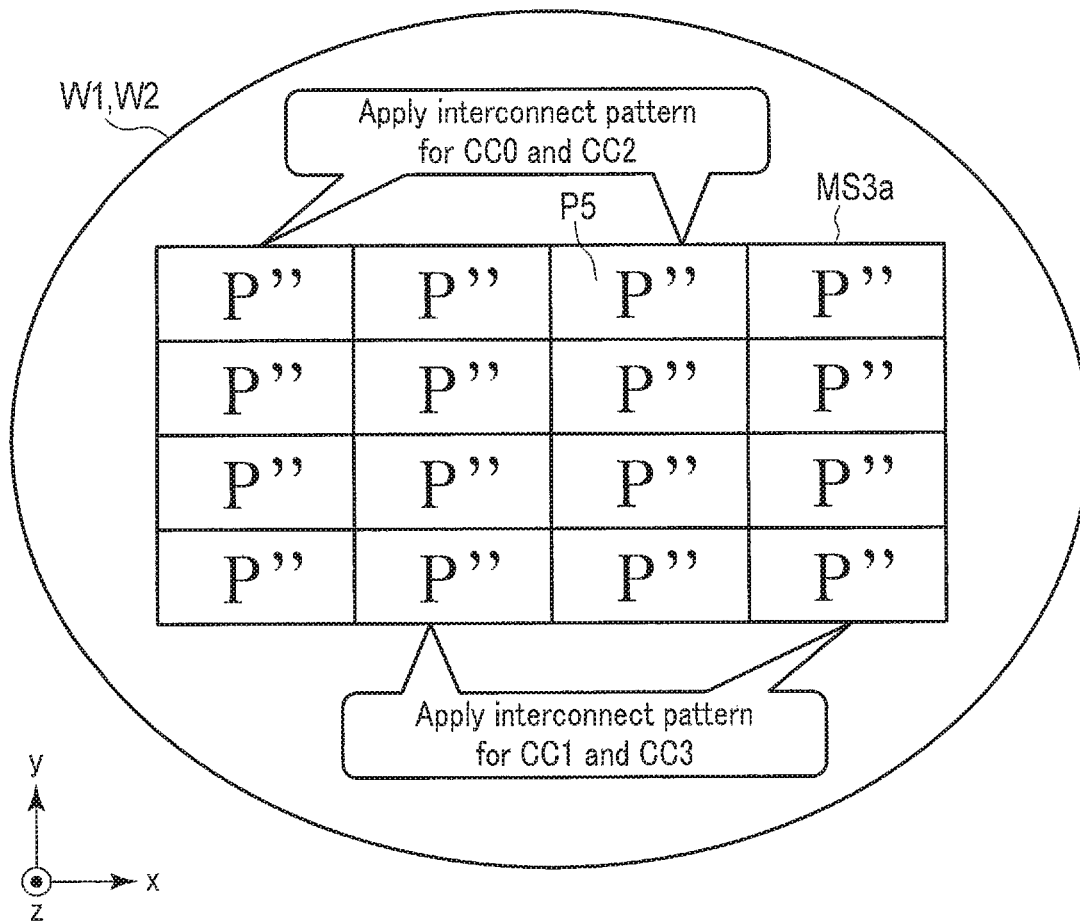 W1,W2
Apply interconnect pattern
for CC0 and CC2
P5
MS3a
P’’ P’’ P’’ P’’
P’’ P’’ P’’ P’’
P’’ P’’ P’’ P’’
P’’ P’’ P’’ P’’
Apply interconnect pattern
for CC1 and CC3
y
x
z